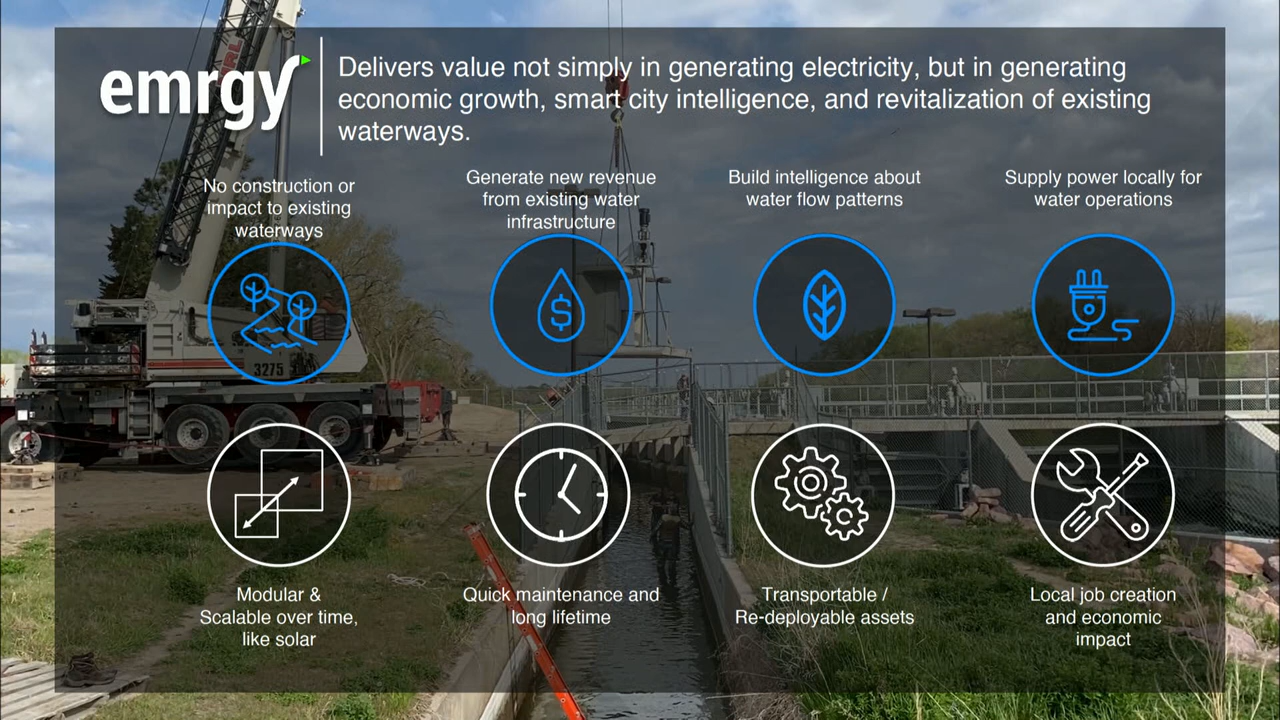 emrgy
Delivers value not simply in generating electricity, but in generating
economic growth, smart city intelligence, and revitalization of existing
waterways.
No construction or
impact to existing
waterways
Generate new revenue
from existing water
infrastructure
Build intelligence about
water flow patterns
Supply power locally for
water operations
$
3275
Modular &
Scalable over time,
like solar
Quick maintenance and
long lifetime
Transportable /
Re-deployable assets
Local job creation
and economic
impact